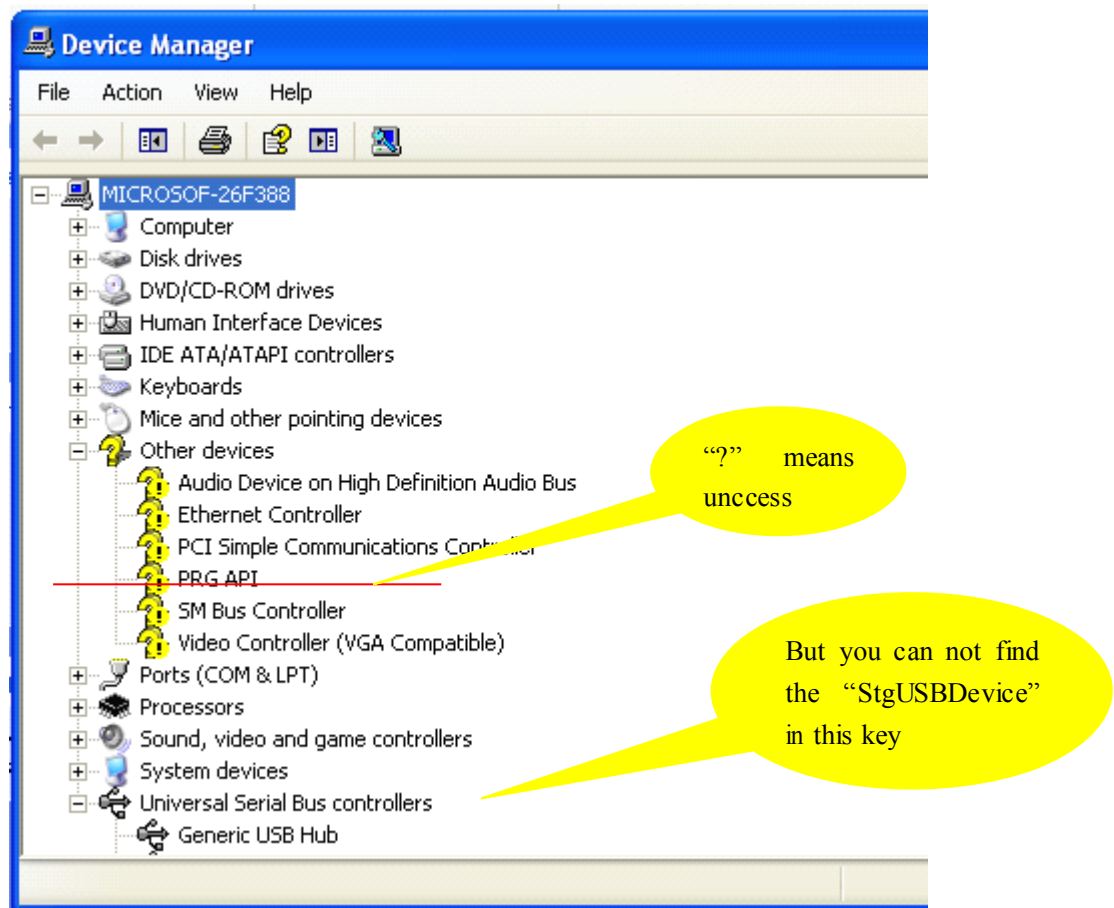 Device Manager
File Action View Help
MICROSOF-26F388
Computer
Disk drives
DVD/CD-ROM drives
Human Interface Devices
IDE ATA/ATAPI controllers
Keyboards
Mice and other pointing devices
Other devices
Audio Device on High Definition Audio Bus
Ethernet Controller
PCI Simple Communications Controller
PRG API
SM Bus Controller
Video Controller (VGA Compatible)
Ports (COM & LPT)
Processors
Sound, video and game controllers
System devices
Universal Serial Bus controllers
Generic USB Hub
“?” means
unccess
But you can not find
the “StgUSBDevice”
in this key